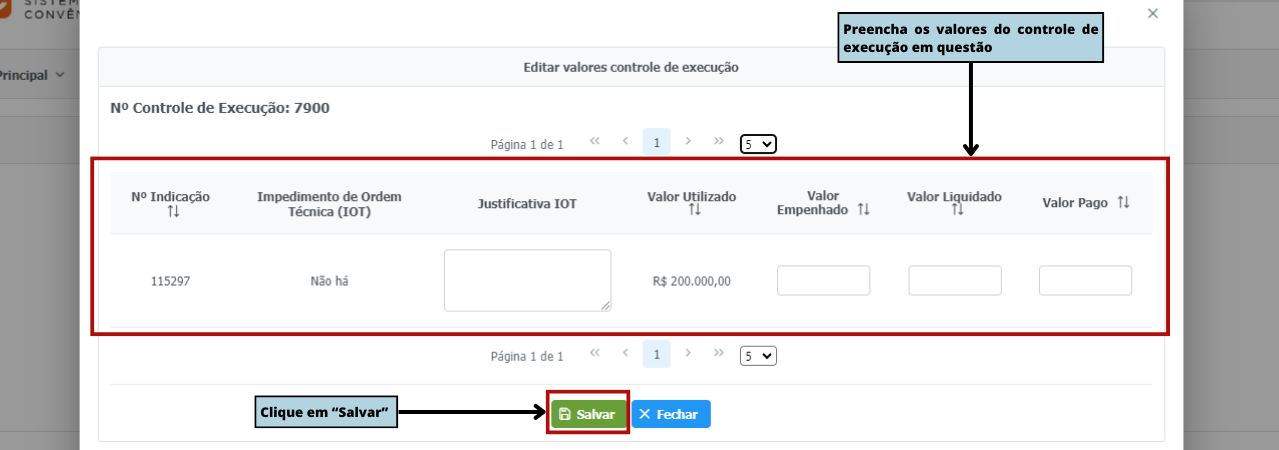 SISTEM
CONVÊN
Preencha os valores do controle de
execução em questão
Principal
Editar valores controle de execução
Nº Controle de Execução: 7900
Página 1 de 1 << < 1 > >> 5
Nº Indicação
Impedimento de Ordem
Técnica (IOT)
Justificativa IOT
Valor Utilizado
Valor
Empenhado
Valor Liquidado
Valor Pago
115297
Não há
R$ 200.000,00
Página 1 de 1 << < 1 > >> 5
Clique em “Salvar”
Salvar
Fechar